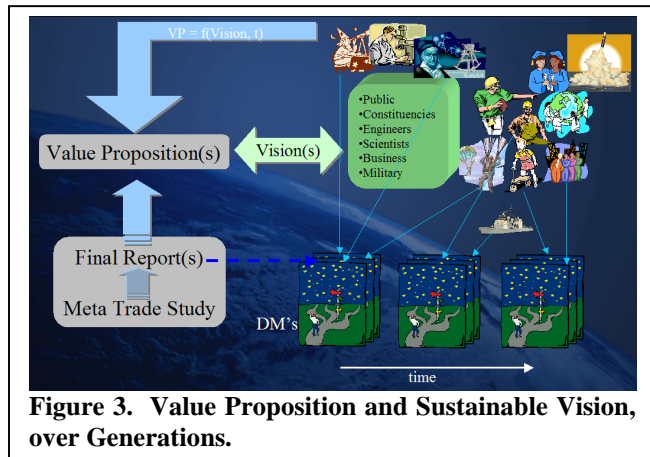 VP = f(Vision, t)
Value Proposition(s)
Vision(s)
•Public
•Constituencies
•Engineers
•Scientists
•Business
•Military
Final Report(s)
Meta Trade Study
DM's
time
Figure 3. Value Proposition and Sustainable Vision,
over Generations.